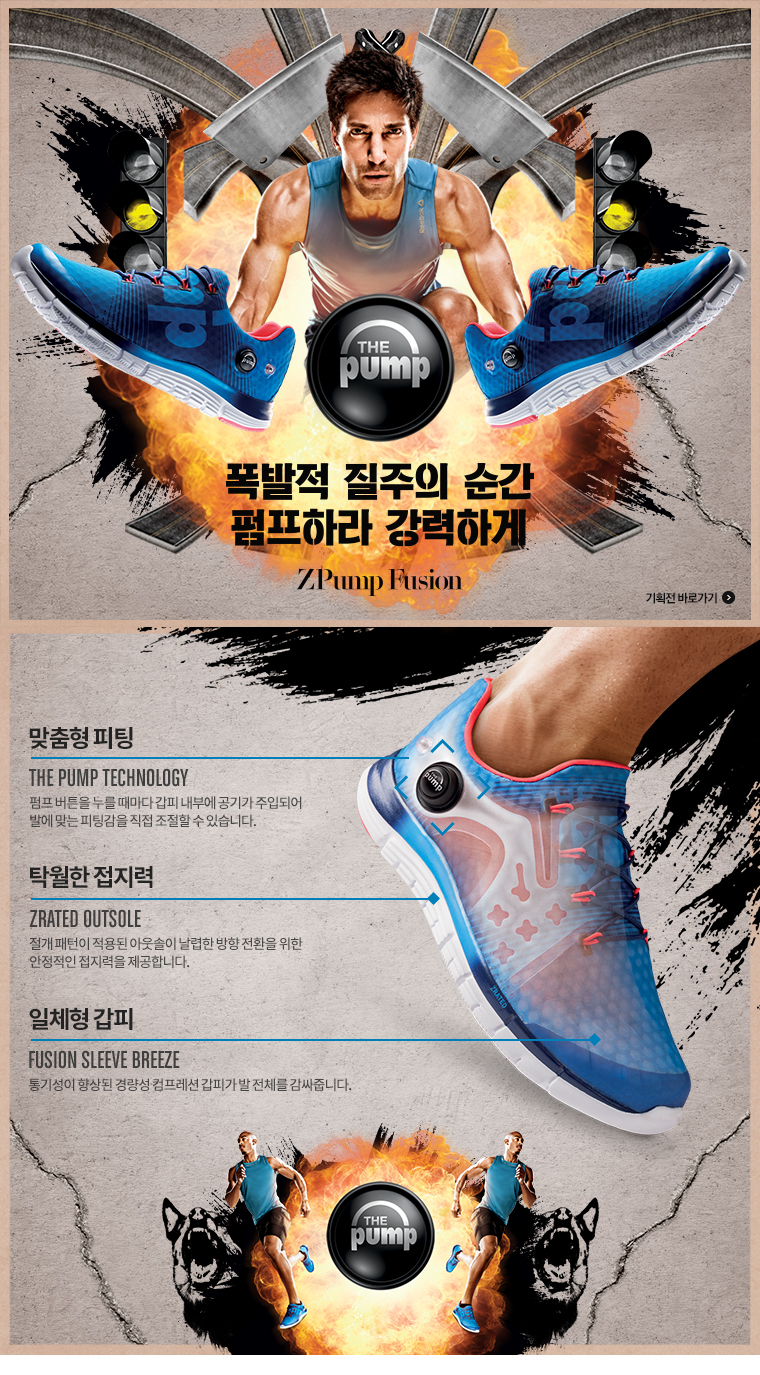 THE
pump
폭발적 질주의 순간
펌프하라 강력하게
ZPump Fusion
기획전 바로가기
맞춤형 피팅
THE PUMP TECHNOLOGY
펌프 버튼을 누를 때마다 갑피 내부에 공기가 주입되어
발에 맞는 피팅감을 직접 조절할 수 있습니다.
pump
탁월한 접지력
ZRATED OUTSOLE
절개 패턴이 적용된 아웃솔이 날렵한 방향 전환을 위한
안정적인 접지력을 제공합니다.
ZRATED
일체형 갑피
FUSION SLEEVE BREEZE
통기성이 향상된 경량성 컴프레션 갑피가 발 전체를 감싸줍니다.
THE
pump